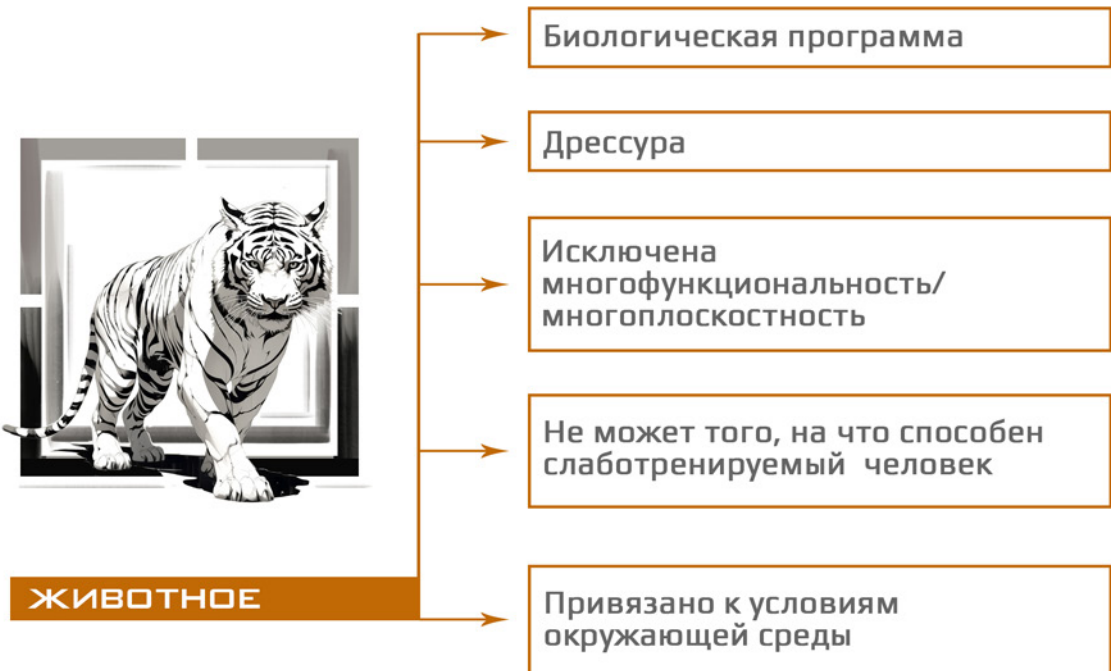 Биологическая программа
Дрессура
Исключена
многофункциональность/
многоплоскостность
Не может того, на что способен
слаботренируемый человек
ЖИВОТНОЕ
Привязано к условиям
окружающей среды